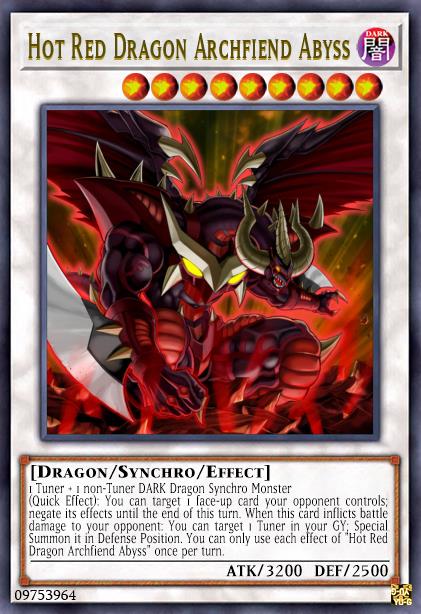 Hot Red Dragon Archfiend Abyss
DARK
闇
[Dragon/Synchro/Effect]
1 Tuner + 1 non-Tuner DARK Dragon Synchro Monster
(Quick Effect): You can target 1 face-up card your opponent controls;
negate its effects until the end of this turn. When this card inflicts battle
damage to your opponent: You can target 1 Tuner in your GY; Special
Summon it in Defense Position. You can only use each effect of "Hot Red
Dragon Archfiend Abyss" once per turn.
ATK/3200 DEF/2500
09753964